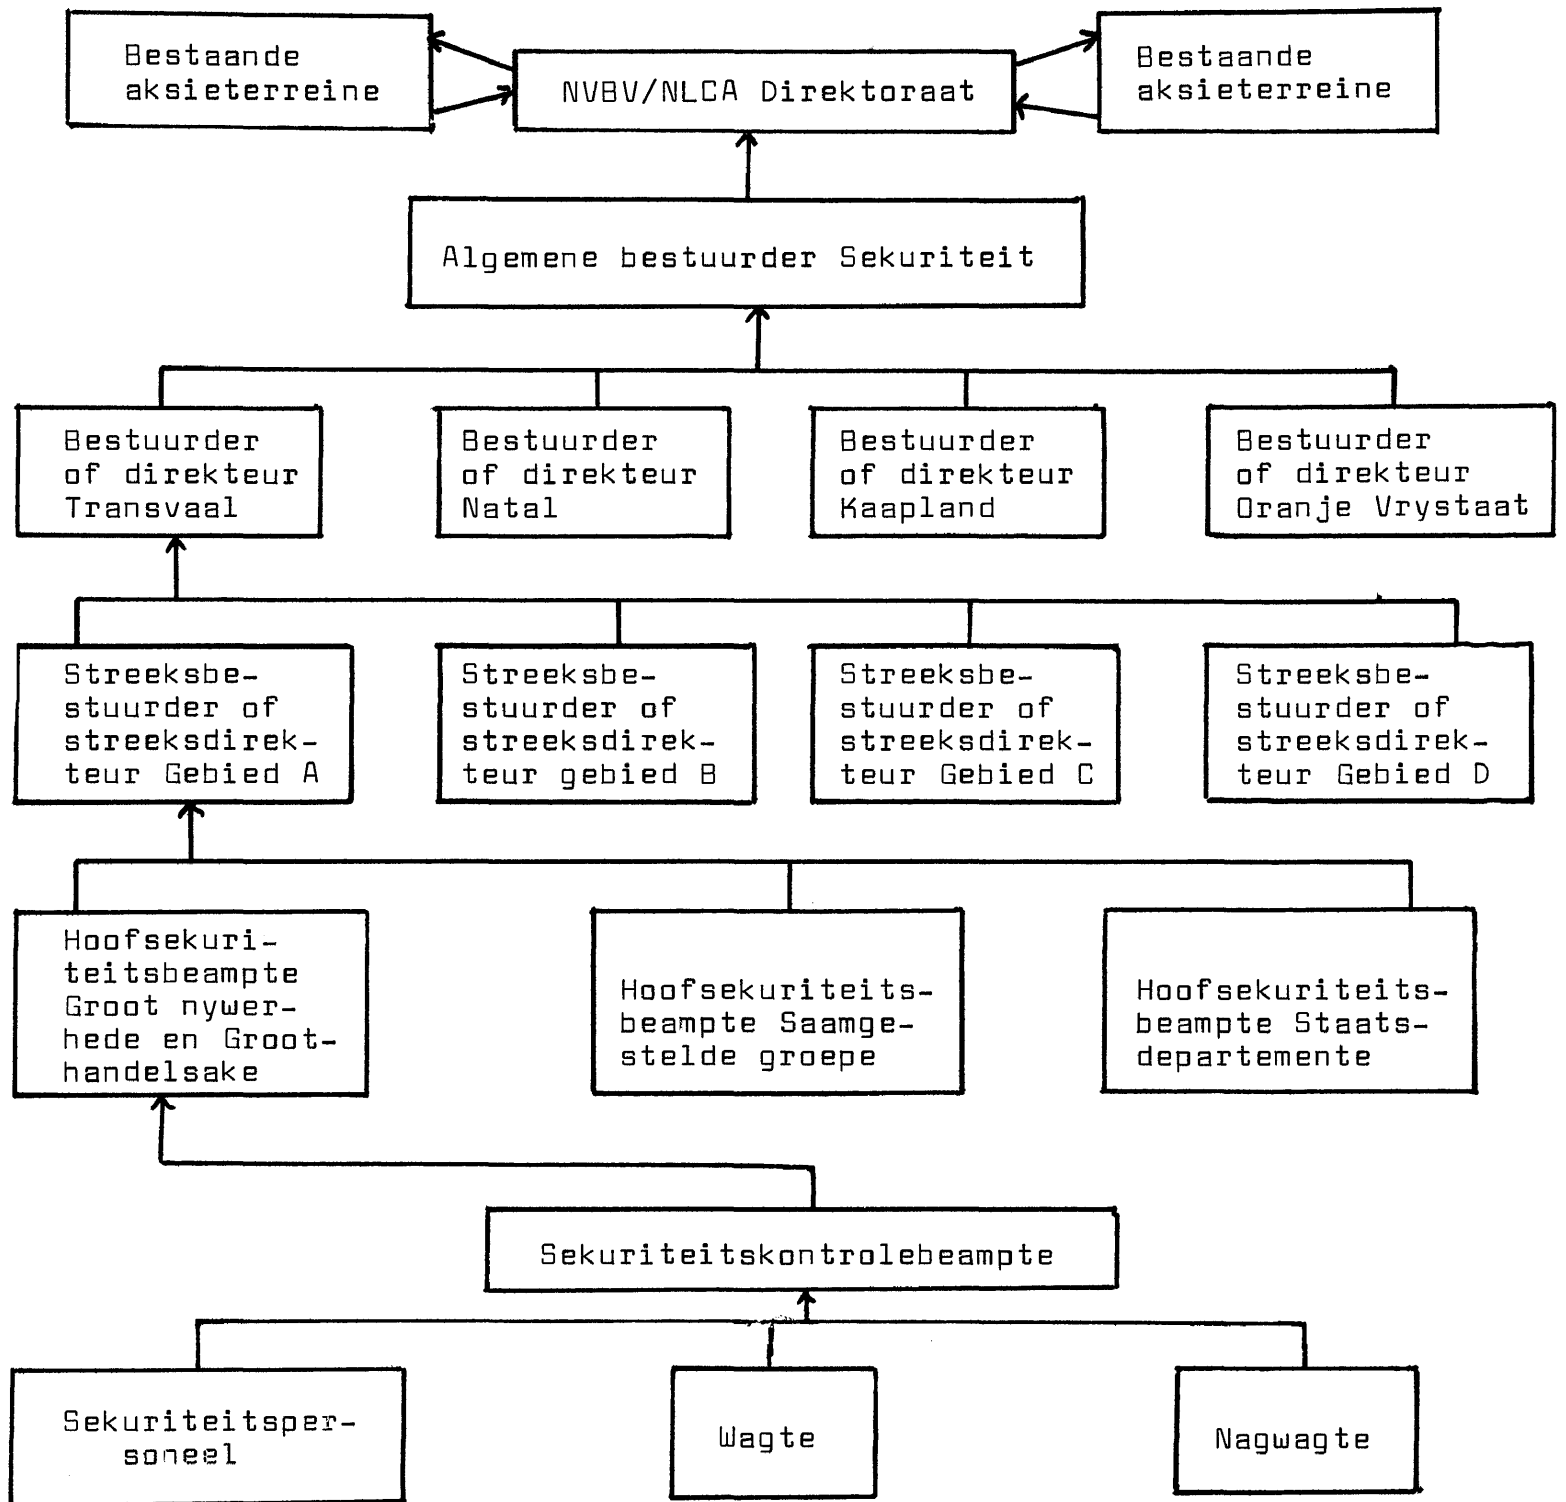 Bestaande
aksieterreine
NVBV/NLCA Direktoraat
Bestaande
aksieterreine
Algemene bestuurder Sekuriteit
Bestuurder
of direkteur
Transvaal
Bestuurder
of direkteur
Natal
Bestuurder
of direkteur
Kaapland
Bestuurder
of direkteur
Oranje Vrystaat
Streeksbe-
stuurder of
streeksdirek-
teur Gebied A
Streeksbe-
stuurder of
streeksdirek-
teur gebied B
Streeksbe-
stuurder of
streeksdirek-
teur Gebied C
Streeksbe-
stuurder of
streeksdirek-
teur Gebied D
Hoofsekuri-
teitsbeampte
Groot nywer-
hede en Groot-
handelsake
Hoofsekuriteits-
beampte Saamge-
stelde groepe
Hoofsekuriteits-
beampte Staats-
departemente
Sekuriteitskontrolebeampte
Sekuriteitsper-
soneel
Wagte
Nagwagte